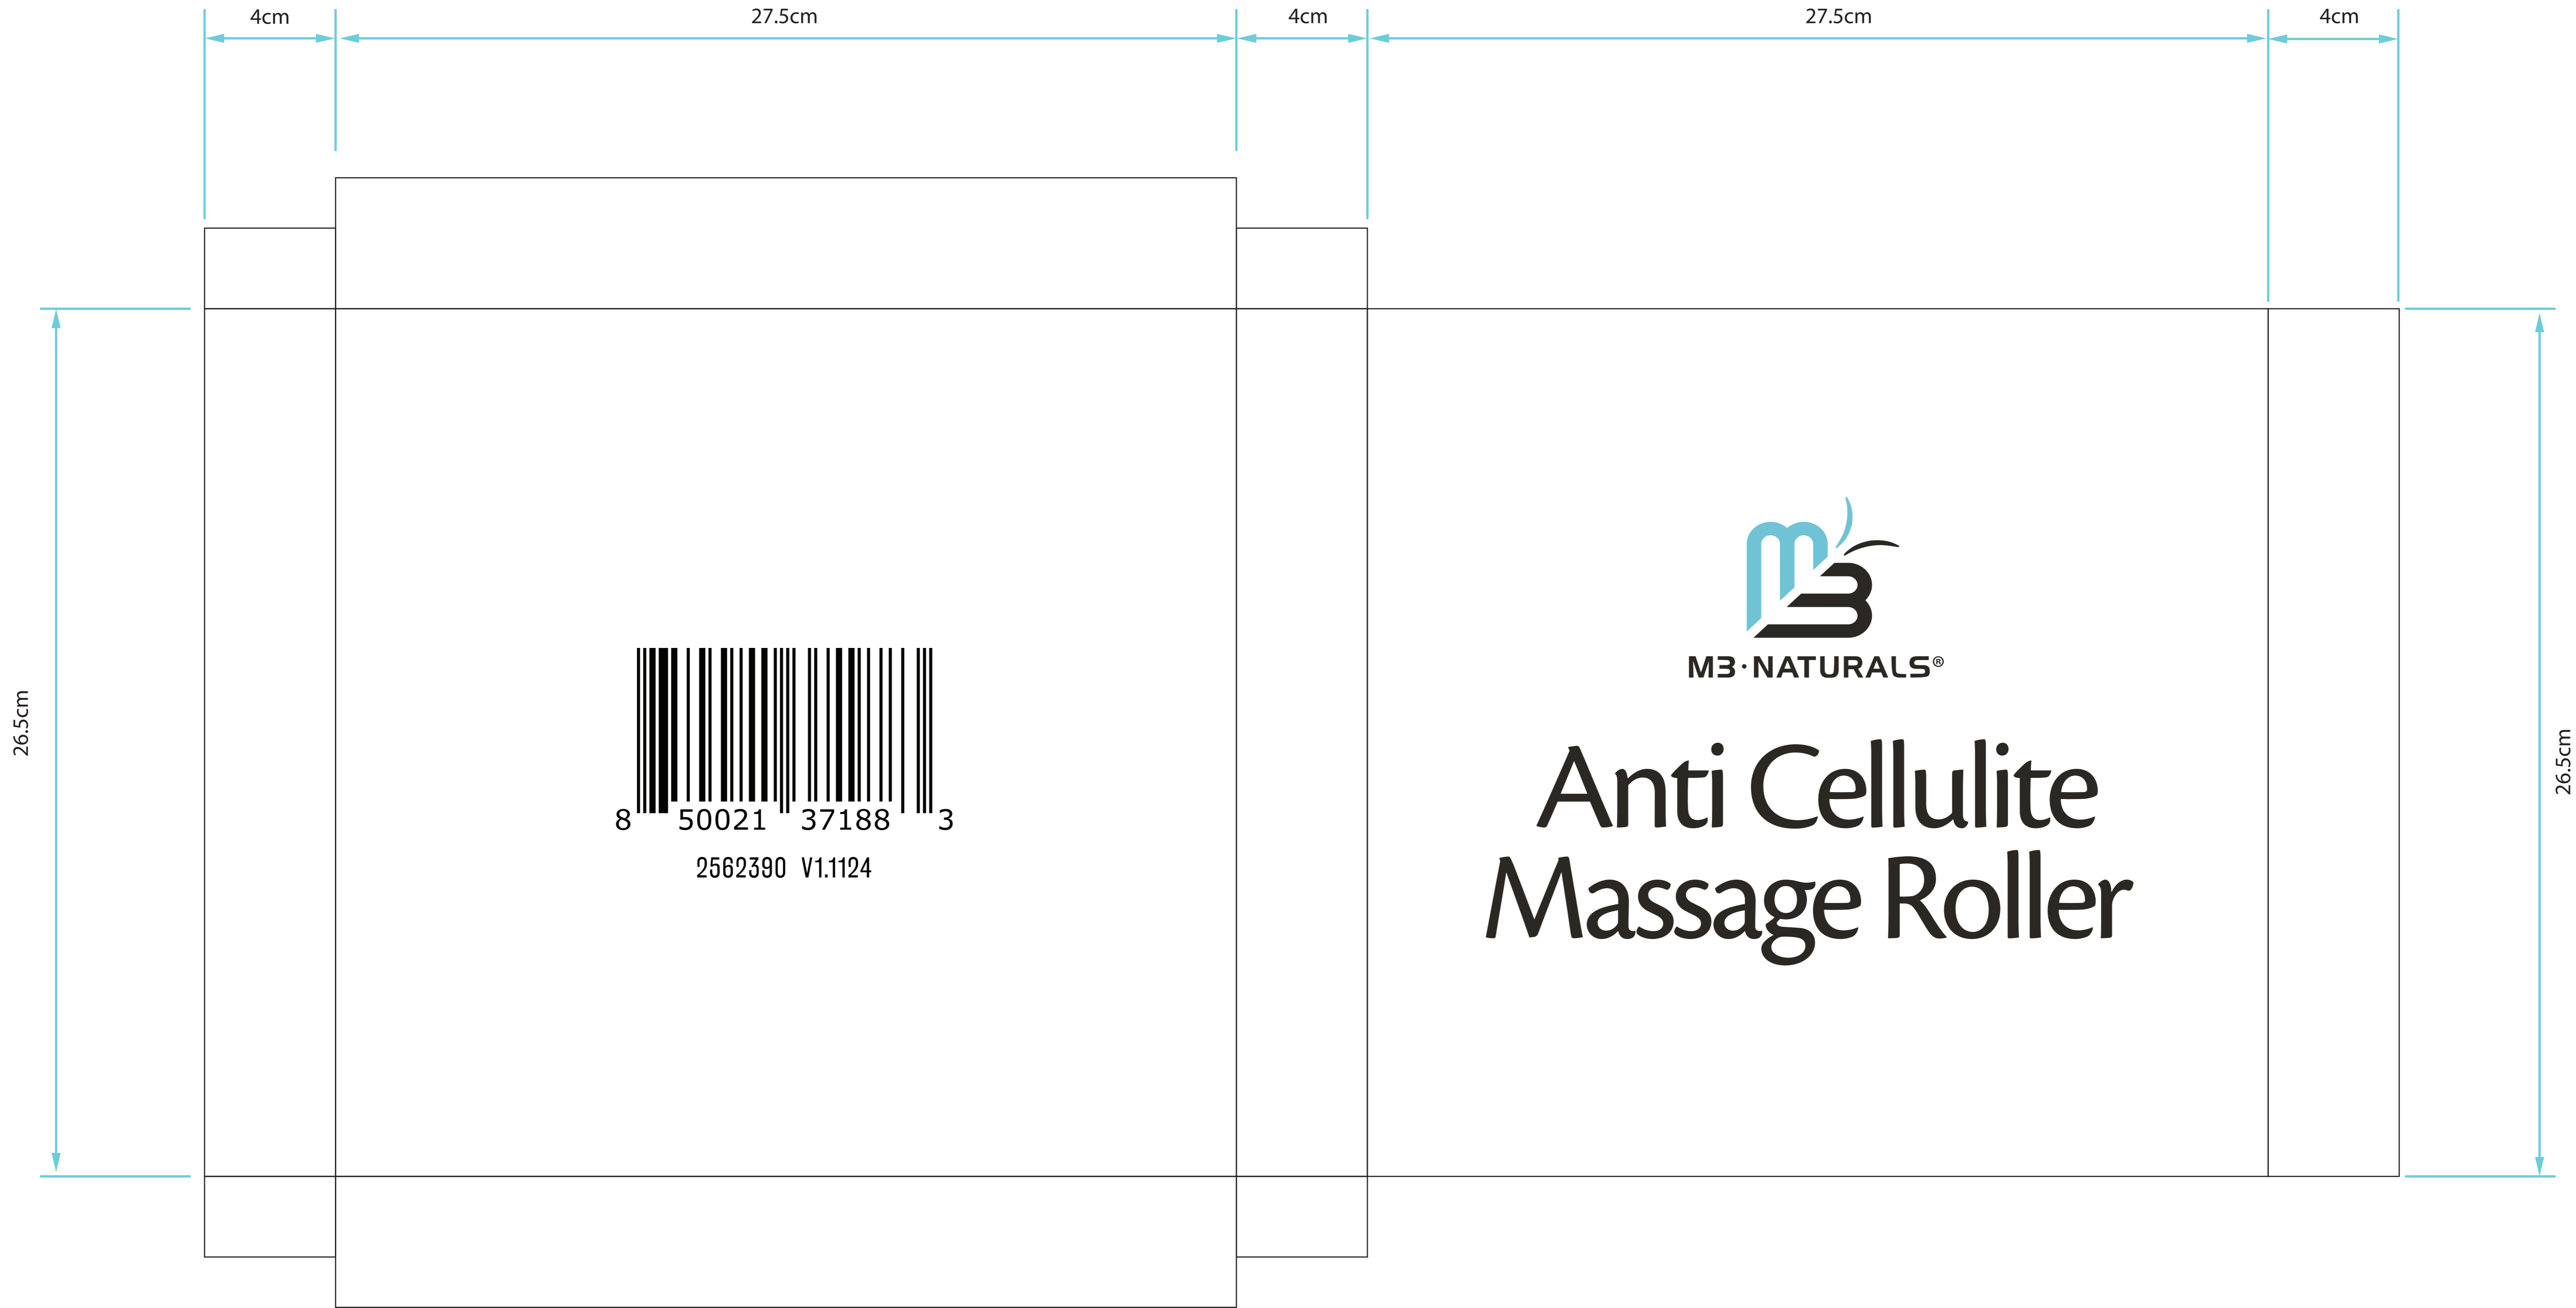 4cm
27.5cm
4cm
27.5cm
4cm
26.5cm
8 50021 37188 3
2562390 V1.1124
M3·NATURALS®
Anti Cellulite
Massage Roller
26.5cm